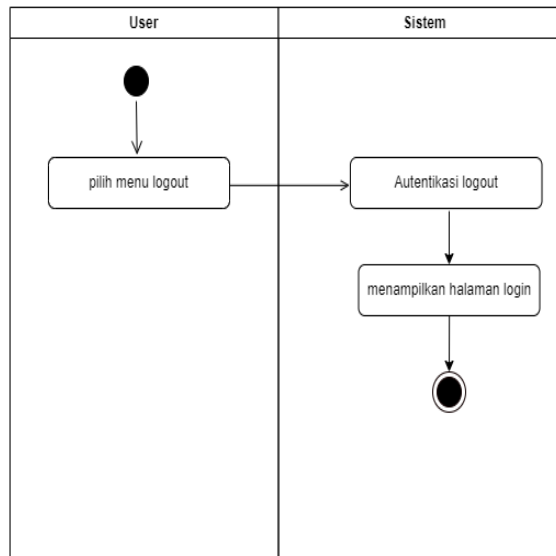 User
Sistem
pilih menu logout
Autentikasi logout
menampilkan halaman login